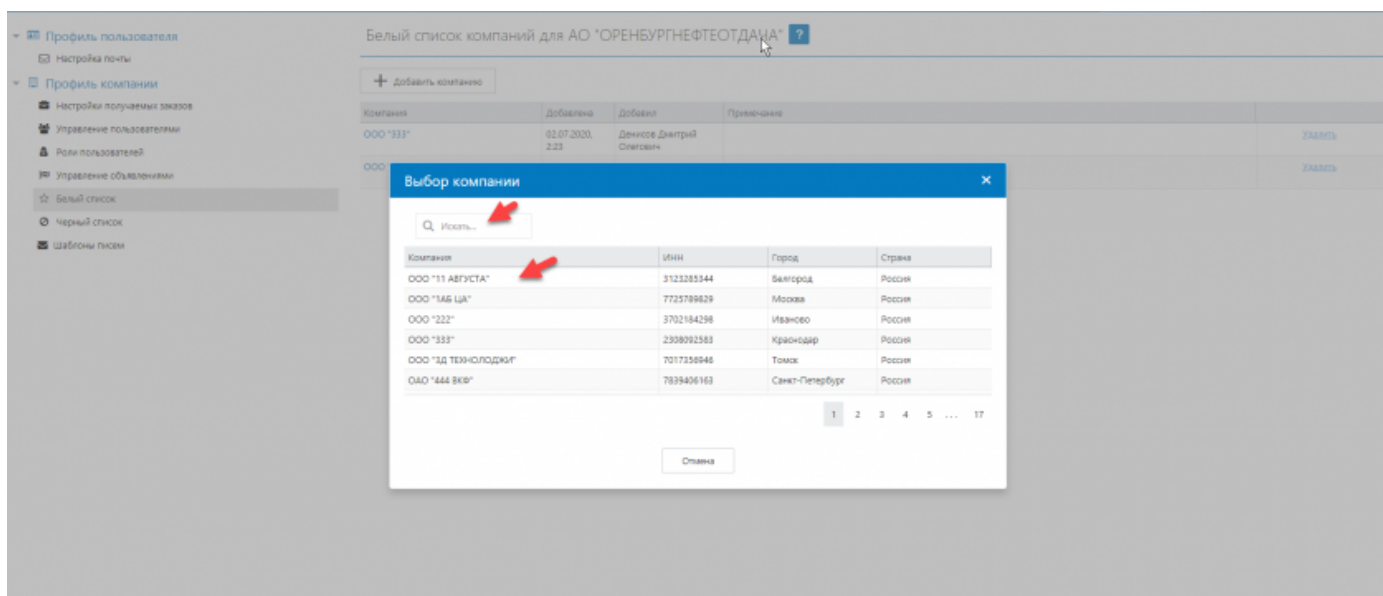 Профиль пользователя
Настройка почты
Профиль компании
Настройки получаемых заказов
Управление пользователями
Роли пользователей
Управление объявлениями
Белый список
Черный список
Шаблоны писем
Белый список компаний для АО "ОРЕНБУРГНЕФТЕОТДАЧА" ?
Добавить компанию
Компания Добавлена Добавил Примечание
ООО "333" 02.07.2020, 2:23 Денисов Дмитрий Олегович Удалить
ООО Удалить
Выбор компании
Искать...
Компания ИНН Город Страна
ООО "11 АВГУСТА" 3123285344 Белгород Россия
ООО "1АБ ЦА" 7725789829 Москва Россия
ООО "222" 3702184298 Иваново Россия
ООО "333" 2308092583 Краснодар Россия
ООО "3Д ТЕХНОЛОДЖИ" 7017356946 Томск Россия
ОАО "444 ВКФ" 7839406163 Санкт-Петербург Россия
1 2 3 4 5 ... 17
Отмена